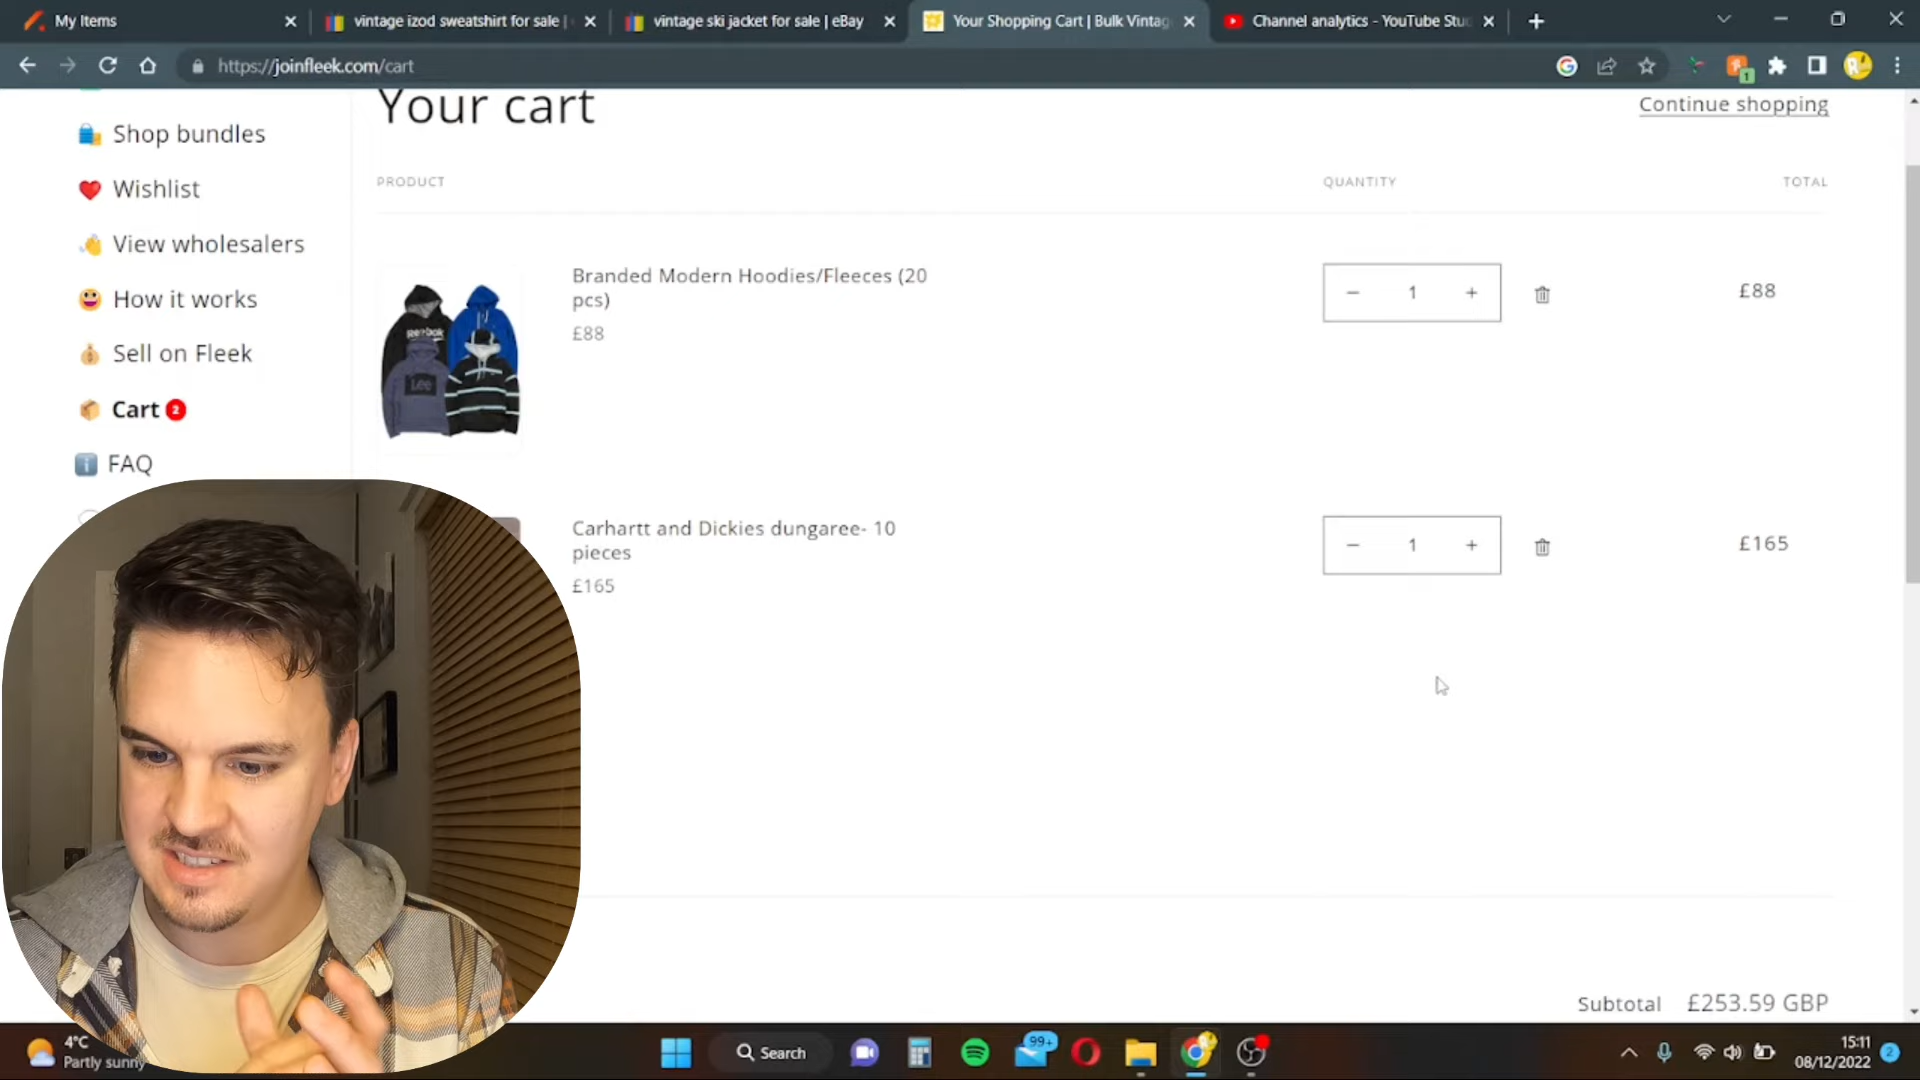 My Items
vintage izod sweatshirt for sale |
vintage ski jacket for sale | eBay
Your Shopping Cart | Bulk Vintag
Channel analytics - YouTube Stu
https://joinfleek.com/cart
Your cart
Continue shopping
Shop bundles
Wishlist
View wholesalers
How it works
Sell on Fleek
Cart 2
FAQ
PRODUCT
QUANTITY
TOTAL
Branded Modern Hoodies/Fleeces (20
pcs)
£88
1
£88
Reebok
Lee
Carhartt and Dickies dungaree- 10
pieces
£165
1
£165
Subtotal £253.59 GBP
4°C
Partly sunny
Search
99+
15:11
08/12/2022
2